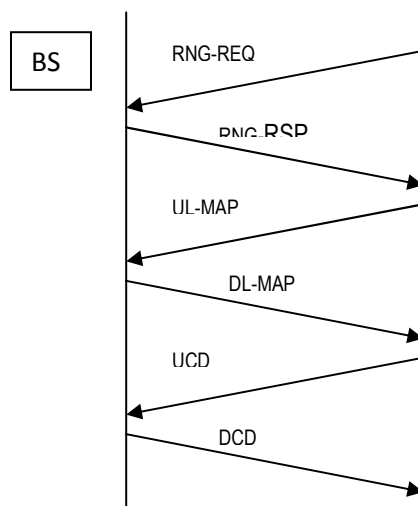 BS
RNG-REQ
RNG-RSP
UL-MAP
DL-MAP
UCD
DCD